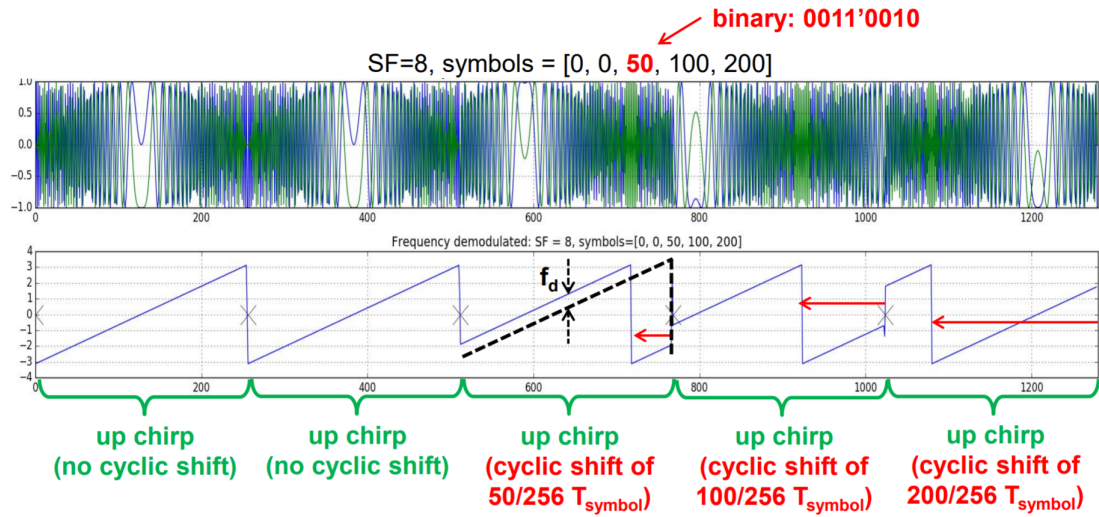 binary: 0011'0010
SF=8, symbols = [0, 0, 50, 100, 200]
1.0
0.5
0.0
−0.5
−1.0
0 200 400 600 800 1000 1200
Frequency demodulated: SF = 8, symbols=[0, 0, 50, 100, 200]
4
3
2
1
0
−1
−2
−3
−4
fd
0 200 400 600 800 1000 1200
up chirp up chirp up chirp up chirp up chirp
(no cyclic shift) (no cyclic shift) (cyclic shift of (cyclic shift of (cyclic shift of
50/256 Tsymbol) 100/256 Tsymbol) 200/256 Tsymbol)